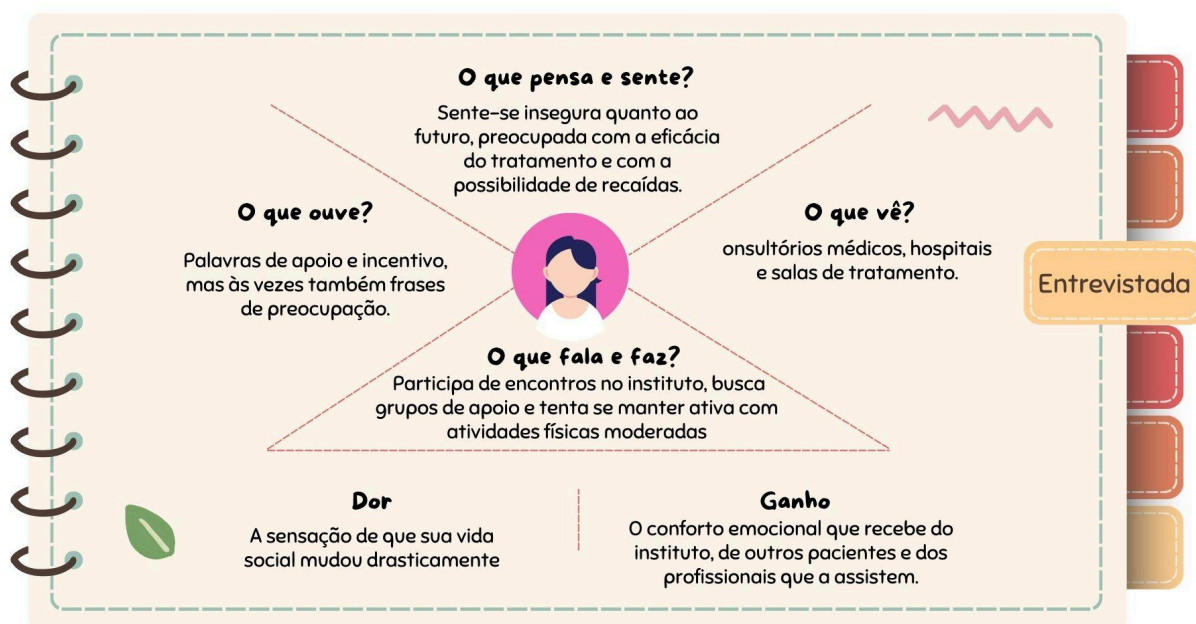 O que pensa e sente?
Sente-se insegura quanto ao
futuro, preocupada com a eficácia
do tratamento e com a
possibilidade de recaídas.
O que ouve?
Palavras de apoio e incentivo,
mas às vezes também frases
de preocupação.
O que vê?
onsultórios médicos, hospitais
e salas de tratamento.
Entrevistada
O que fala e faz?
Participa de encontros no instituto, busca
grupos de apoio e tenta se manter ativa com
atividades físicas moderadas
Dor
A sensação de que sua vida
social mudou drasticamente
Ganho
O conforto emocional que recebe do
instituto, de outros pacientes e dos
profissionais que a assistem.